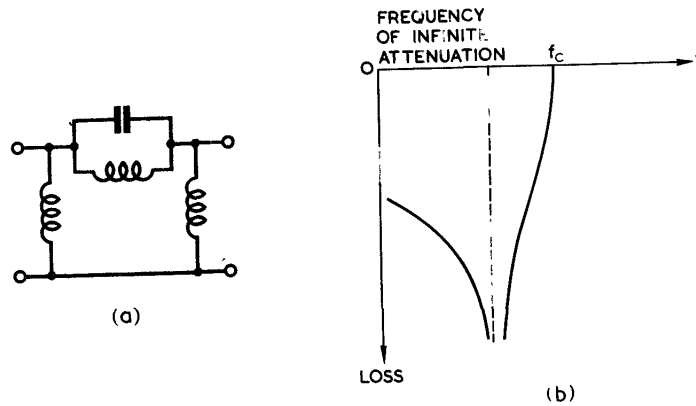 FREQUENCY
OF INFINITE
ATTENUATION
fc
O
LOSS
(a)
(b)